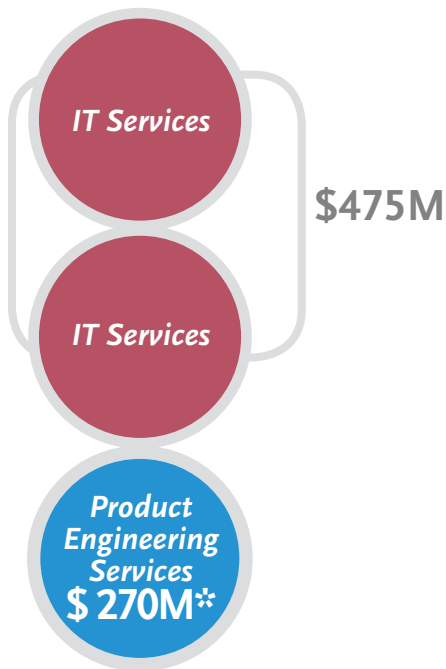 IT Services
$475M
IT Services
Product
Engineering
Services
$ 270M*